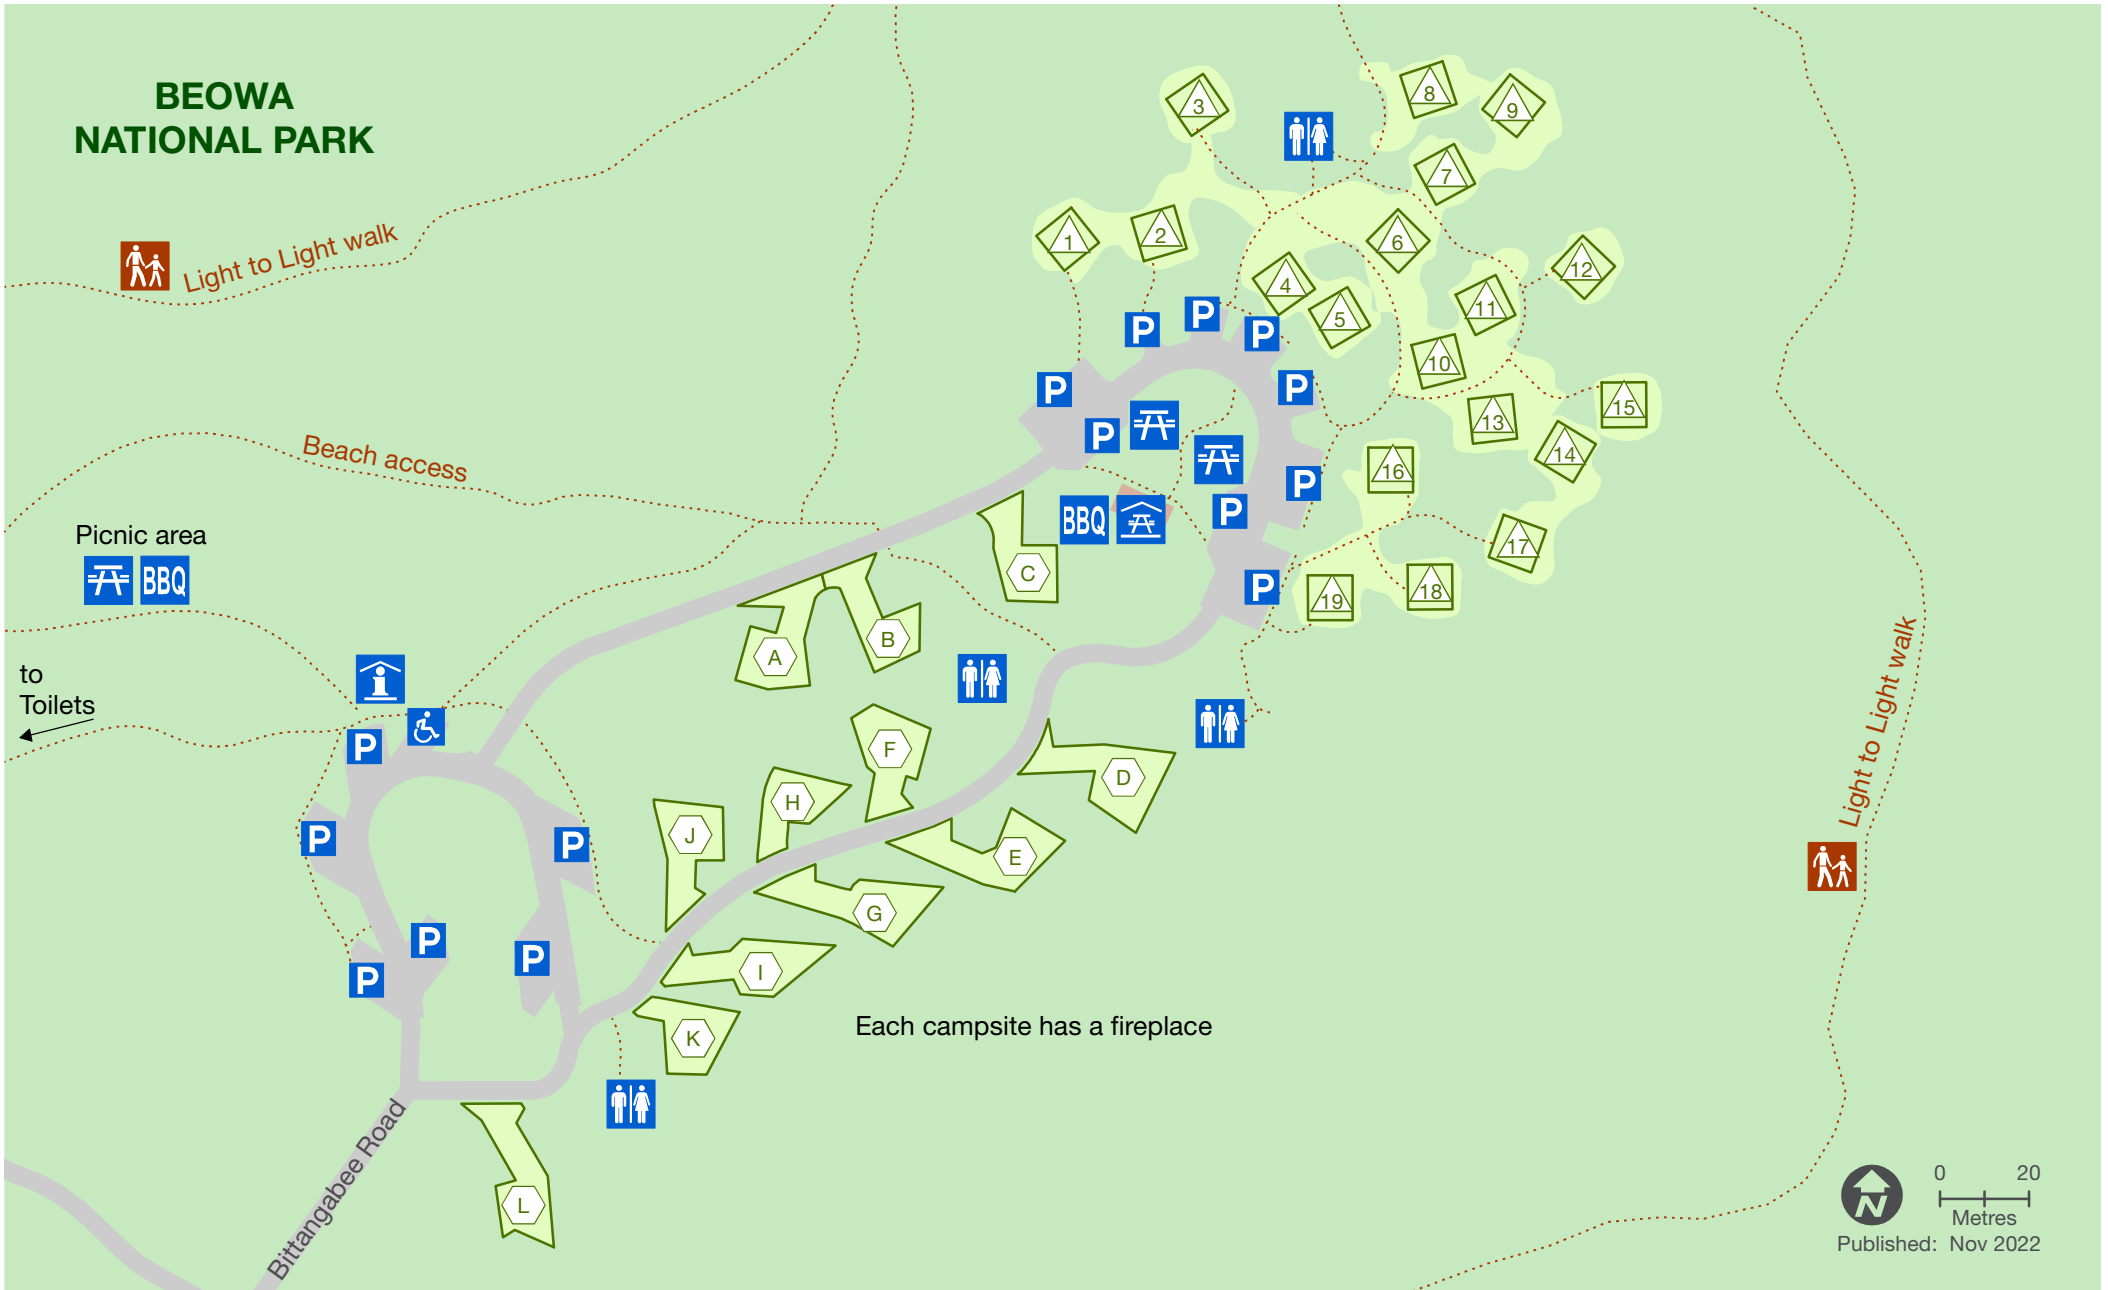 BEOWA
NATIONAL PARK
Light to Light walk
Beach access
Picnic area
BBQ
to
Toilets
3
8
9
7
1
2
6
4
5
12
11
10
15
13
14
16
17
18
19
P
P
P
P
P
P
P
P
P
BBQ
C
B
A
P
P
P
P
P
P
P
F
D
H
J
E
G
I
K
L
Light to Light walk
Each campsite has a fireplace
Bittangabee Road
N
0 20
Metres
Published: Nov 2022